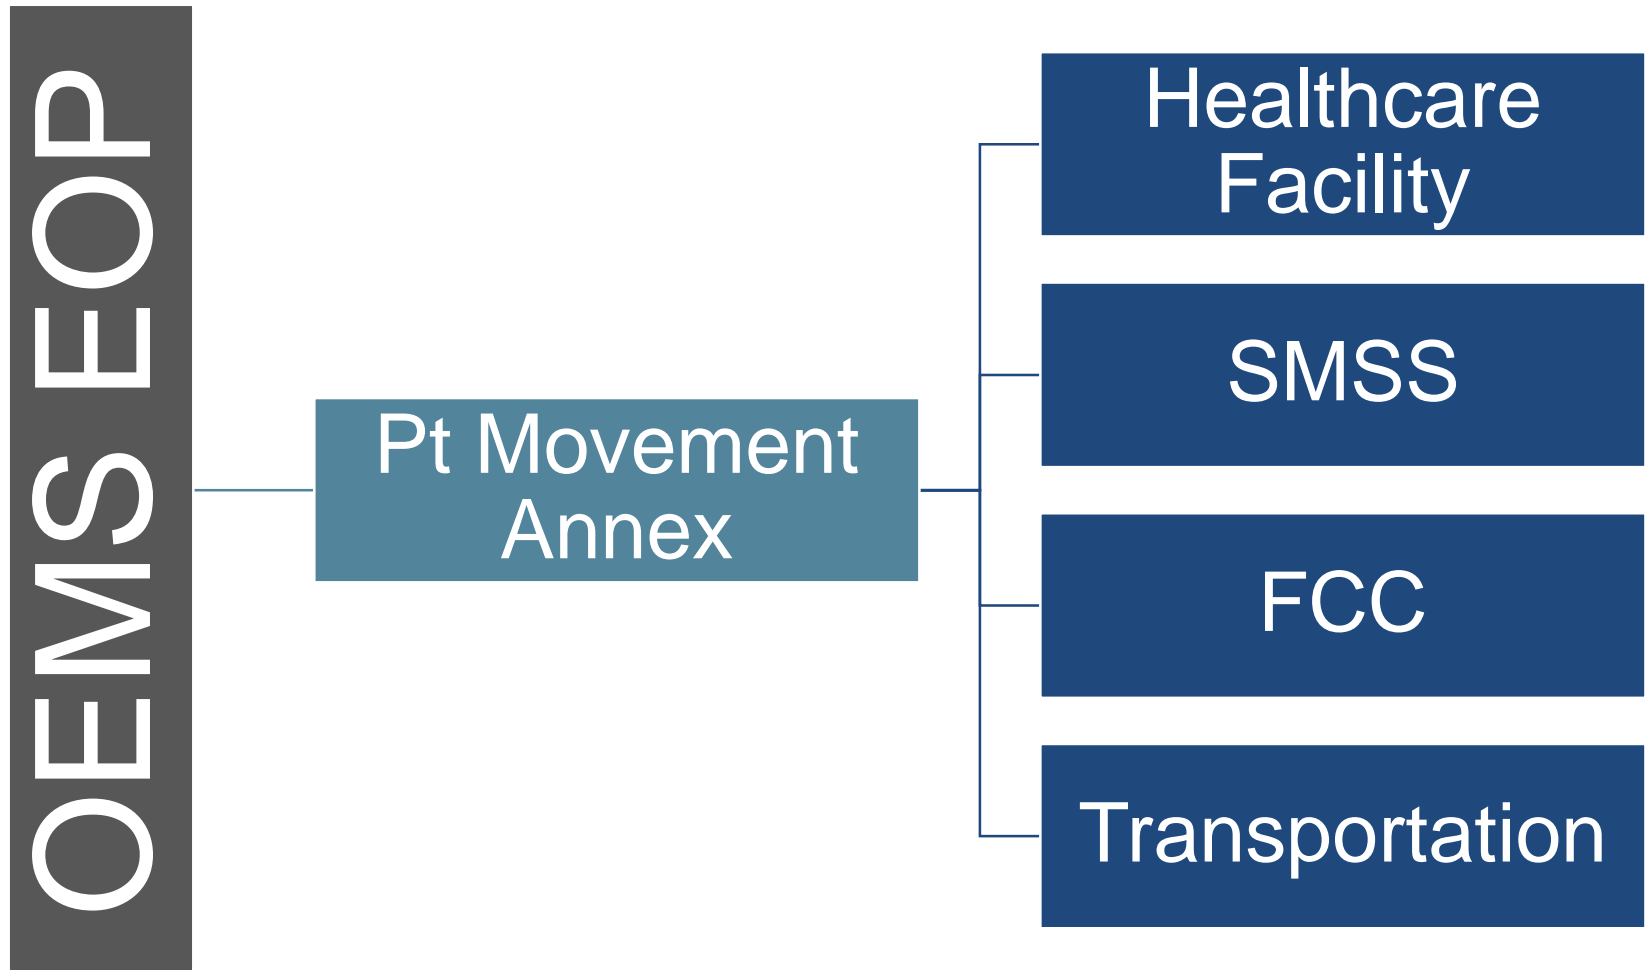 OEMS EOP
Pt Movement
Annex
Healthcare
Facility
SMSS
FCC
Transportation